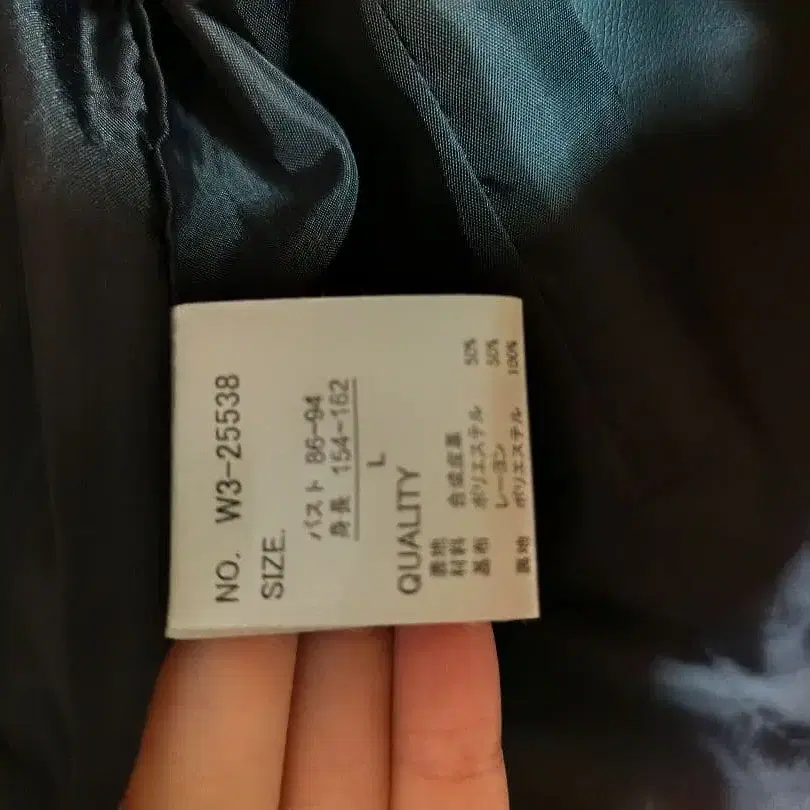 NO. W3-25538
SIZE.
バスト 86-94
身長 154-162
L
QUALITY
表地
材料 合成皮革
基布 ポリエステル 50%
レーヨン 50%
裏地 ポリエステル 100%